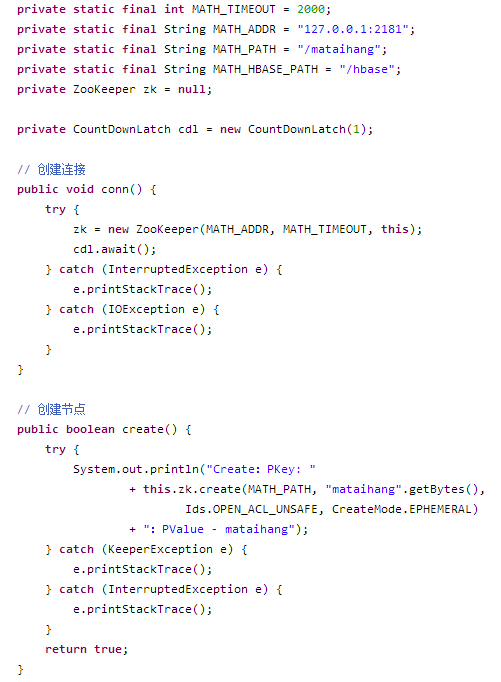 private static final int MATH_TIMEOUT = 2000;
private static final String MATH_ADDR = "127.0.0.1:2181";
private static final String MATH_PATH = "/mataihang";
private static final String MATH_HBASE_PATH = "/hbase";
private ZooKeeper zk = null;
private CountDownLatch cdl = new CountDownLatch(1);
// 创建连接
public void conn() {
try {
zk = new ZooKeeper(MATH_ADDR, MATH_TIMEOUT, this);
cdl.await();
} catch (InterruptedException e) {
e.printStackTrace();
} catch (IOException e) {
e.printStackTrace();
}
}
// 创建节点
public boolean create() {
try {
System.out.println("Create: PKey: "
+ this.zk.create(MATH_PATH, "mataihang".getBytes(),
Ids.OPEN_ACL_UNSAFE, CreateMode.EPHEMERAL)
+ ": PValue - mataihang");
} catch (KeeperException e) {
e.printStackTrace();
} catch (InterruptedException e) {
e.printStackTrace();
}
return true;
}